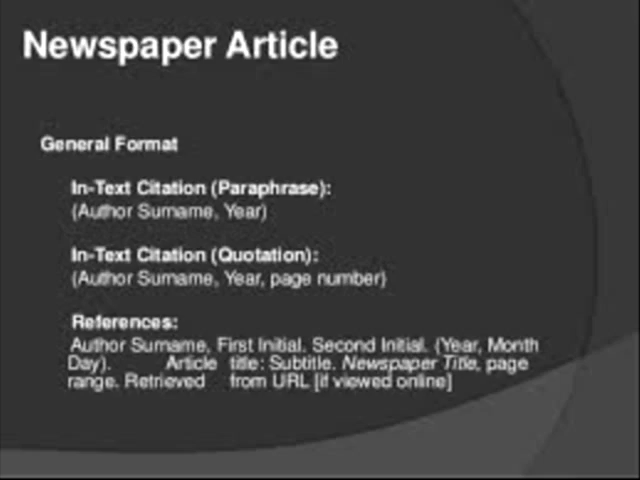 Newspaper Article
General Format
In-Text Citation (Paraphrase):
(Author Surname, Year)
In-Text Citation (Quotation):
(Author Surname, Year, page number)
References:
Author Surname, First Initial. Second Initial. (Year, Month
Day). Article title: Subtitle. Newspaper Title, page
range. Retrieved from URL [if viewed online]